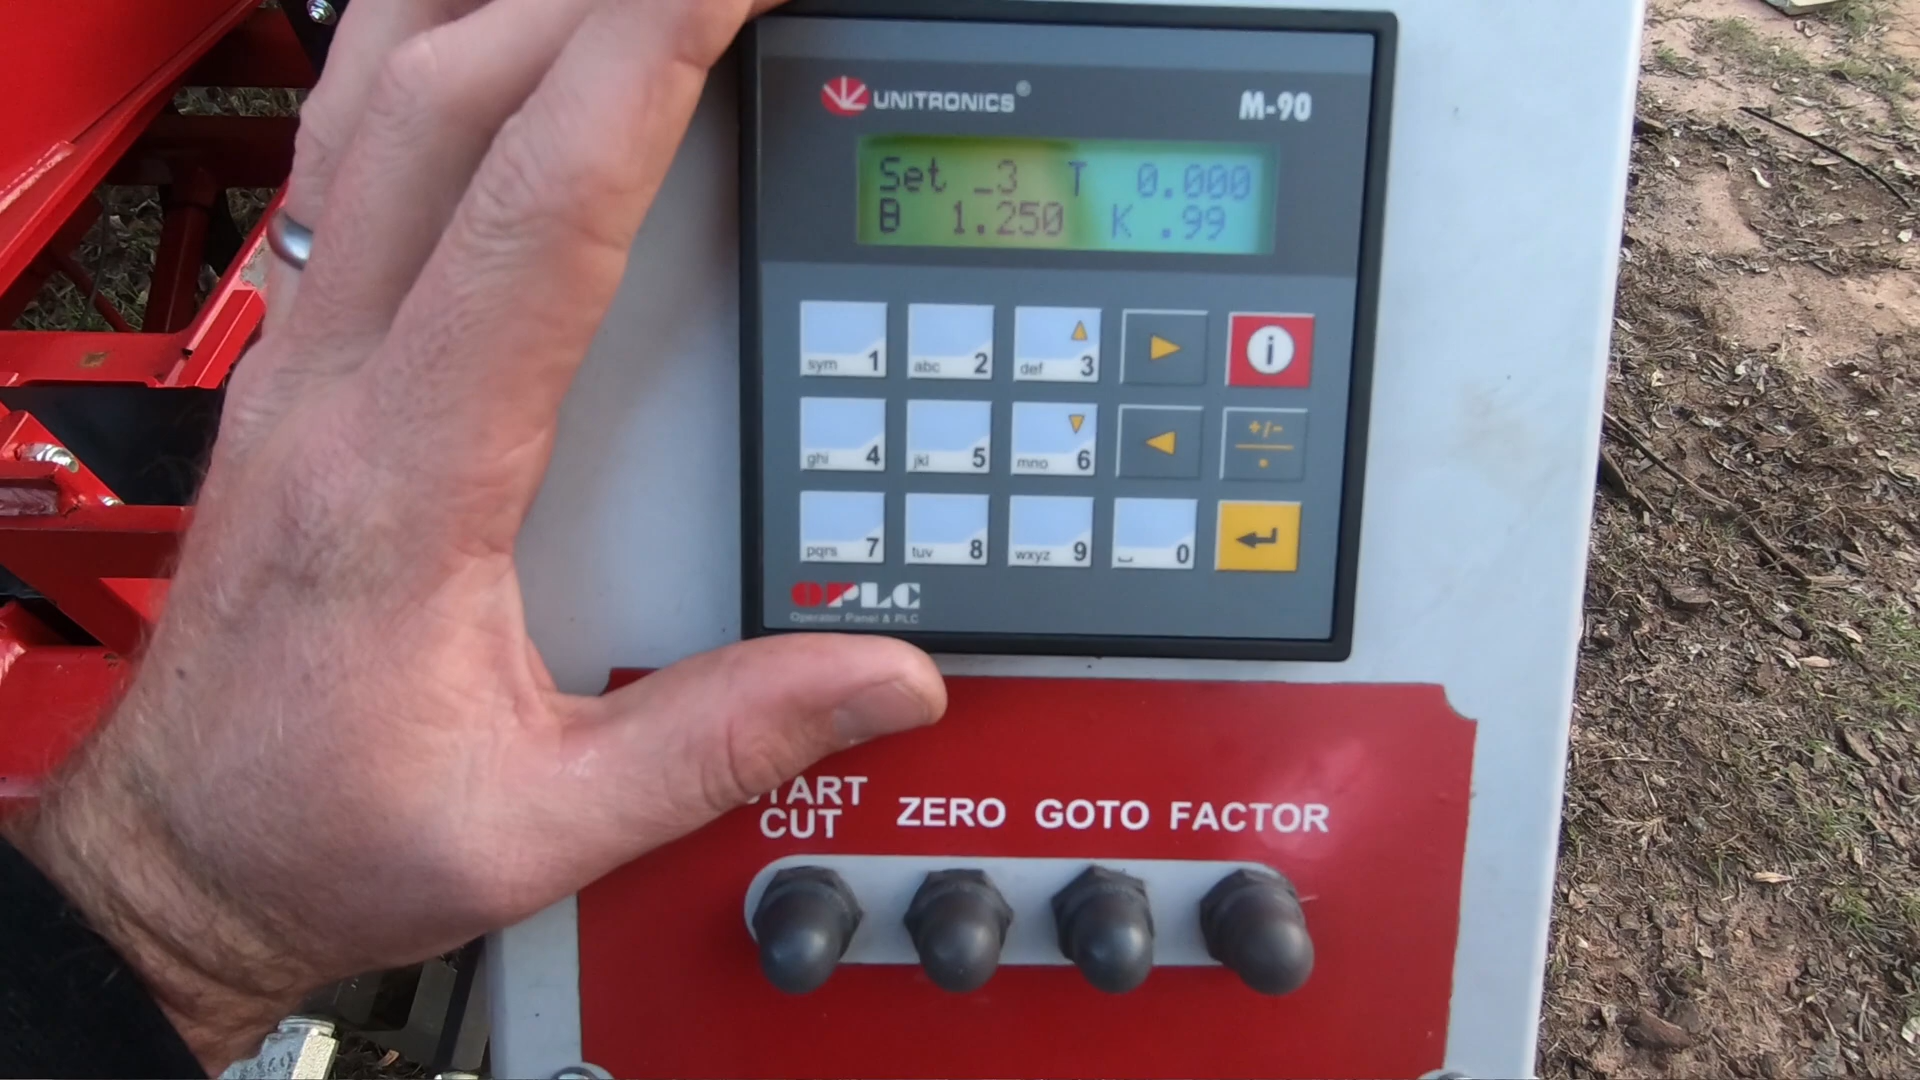 UNITRONICS®
M-90
Set _3 T 0.000
B 1.250 K .99
sym 1
abc 2
def 3
i
ghi 4
jkl 5
mno 6
+/-
.
pqrs 7
tuv 8
wxyz 9
0
OPLC
Operator Panel & PLC
START
CUT
ZERO
GOTO
FACTOR